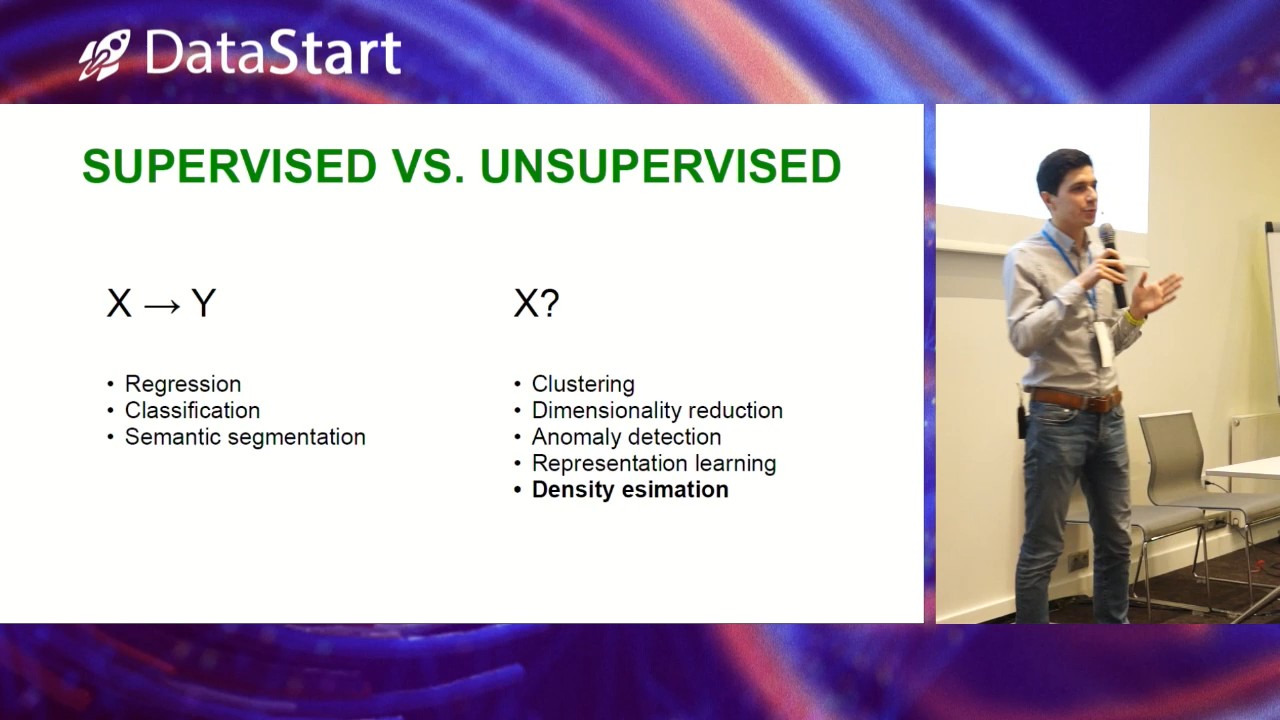 DataStart
SUPERVISED VS. UNSUPERVISED
X → Y
• Regression
• Classification
• Semantic segmentation
X?
• Clustering
• Dimensionality reduction
• Anomaly detection
• Representation learning
• Density esimation